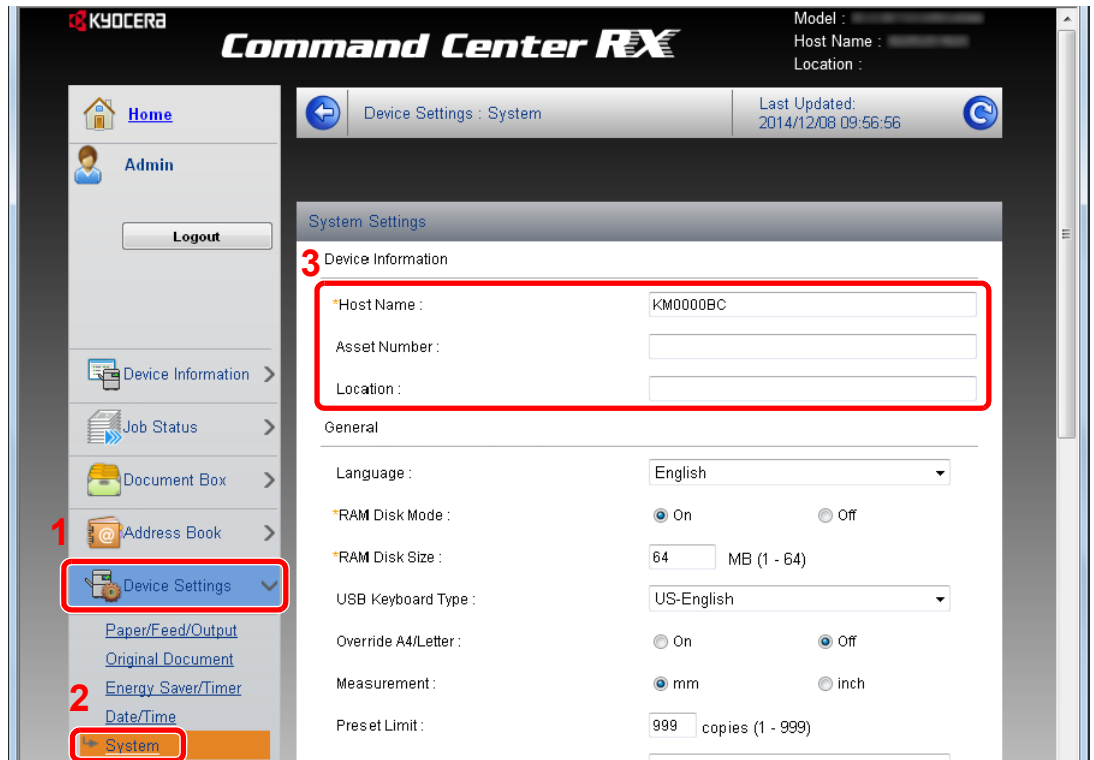 KYOCERA
Command Center RX
Model :
Host Name :
Location :
Home
Device Settings : System
Last Updated:
2014/12/08 09:56:56
Admin
Logout
System Settings
3 Device Information
*Host Name : KM0000BC
Asset Number :
Location :
Device Information
Job Status
Document Box
1 Address Book
Device Settings
Paper/Feed/Output
Original Document
Energy Saver/Timer
2
Date/Time
System
General
Language : English
*RAM Disk Mode : On Off
*RAM Disk Size : 64 MB (1 - 64)
USB Keyboard Type : US-English
Override A4/Letter : On Off
Measurement : mm inch
Preset Limit : 999 copies (1 - 999)